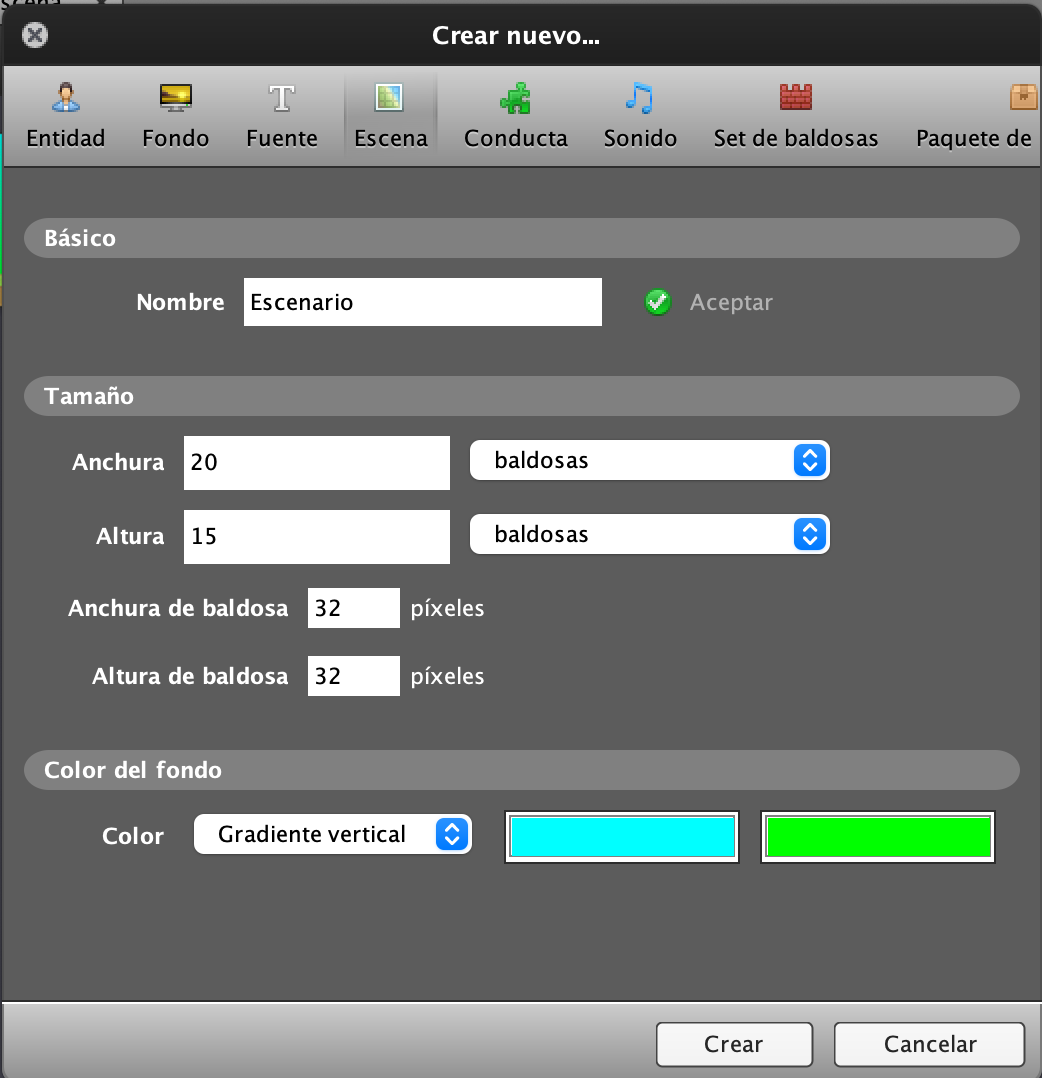 Crear nuevo...
Entidad Fondo Fuente Escena Conducta Sonido Set de baldosas Paquete de
Básico
Nombre Escenario Aceptar
Tamaño
Anchura 20 baldosas
Altura 15 baldosas
Anchura de baldosa 32 píxeles
Altura de baldosa 32 píxeles
Color del fondo
Color Gradiente vertical
Crear Cancelar